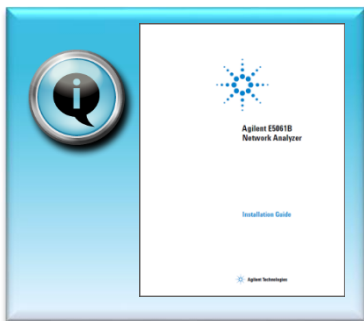 Agilent E5061B
Network Analyzer
Installation Guide
Agilent Technologies